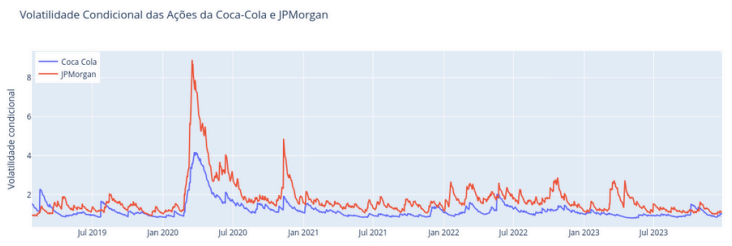 Volatilidade Condicional das Ações da Coca-Cola e JPMorgan
Coca Cola
JPMorgan
Volatilidade condicional
8
6
4
2
Jul 2019
Jan 2020
Jul 2020
Jan 2021
Jul 2021
Jan 2022
Jul 2022
Jan 2023
Jul 2023